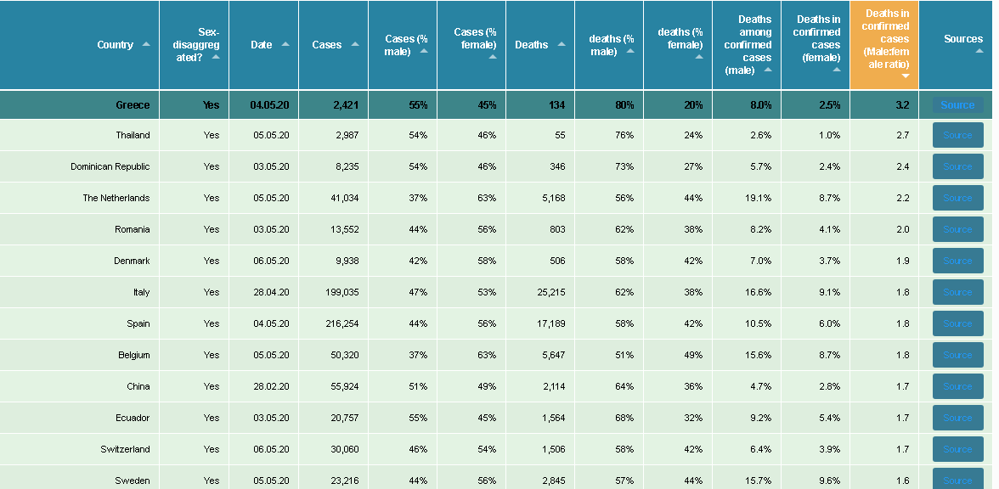 Country Sex-disaggregated? Date Cases Cases (% male) Cases (% female) Deaths deaths (% male) deaths (% female) Deaths among confirmed cases (male) Deaths in confirmed cases (female) Deaths in confirmed cases (Male:female ratio) Sources
Greece Yes 04.05.20 2,421 55% 45% 134 80% 20% 8.0% 2.5% 3.2 Source
Thailand Yes 05.05.20 2,987 54% 46% 55 76% 24% 2.6% 1.0% 2.7 Source
Dominican Republic Yes 03.05.20 8,235 54% 46% 346 73% 27% 5.7% 2.4% 2.4 Source
The Netherlands Yes 05.05.20 41,034 37% 63% 5,168 56% 44% 19.1% 8.7% 2.2 Source
Romania Yes 03.05.20 13,552 44% 56% 803 62% 38% 8.2% 4.1% 2.0 Source
Denmark Yes 06.05.20 9,938 42% 58% 506 58% 42% 7.0% 3.7% 1.9 Source
Italy Yes 28.04.20 199,035 47% 53% 25,215 62% 38% 16.6% 9.1% 1.8 Source
Spain Yes 04.05.20 216,254 44% 56% 17,189 58% 42% 10.5% 6.0% 1.8 Source
Belgium Yes 05.05.20 50,320 37% 63% 5,647 51% 49% 15.6% 8.7% 1.8 Source
China Yes 28.02.20 55,924 51% 49% 2,114 64% 36% 4.7% 2.8% 1.7 Source
Ecuador Yes 03.05.20 20,757 55% 45% 1,564 68% 32% 9.2% 5.4% 1.7 Source
Switzerland Yes 06.05.20 30,060 46% 54% 1,506 58% 42% 6.4% 3.9% 1.7 Source
Sweden Yes 05.05.20 23,216 44% 56% 2,845 57% 44% 15.7% 9.6% 1.6 Source